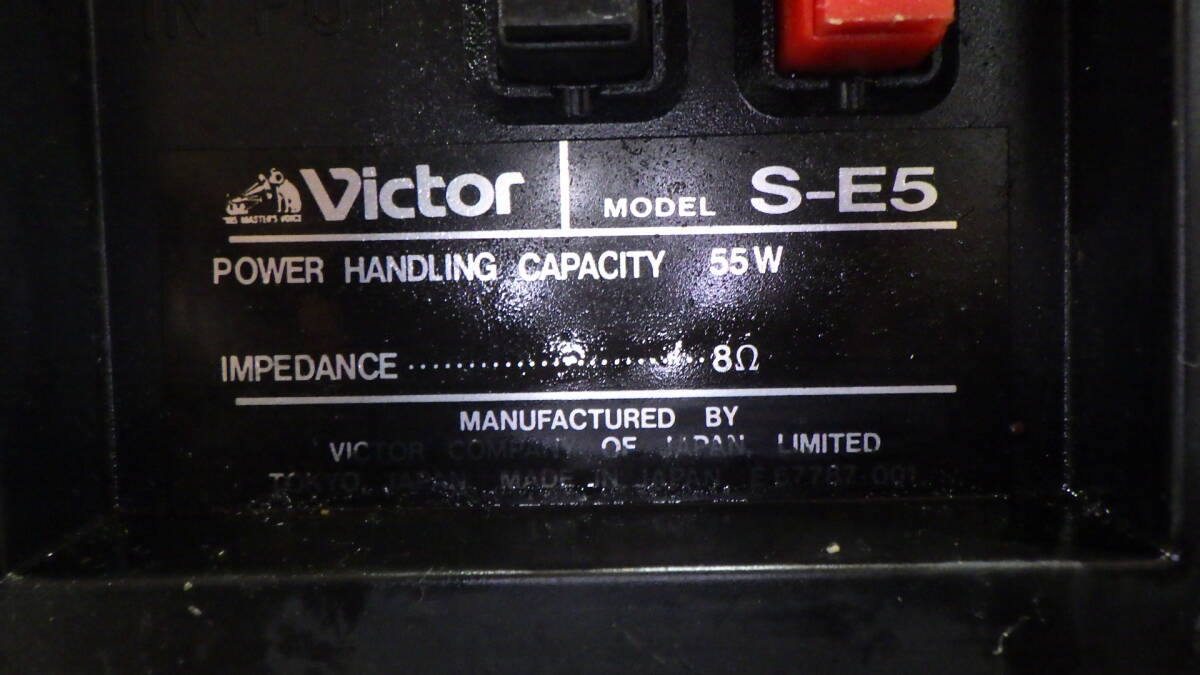 INPUT
HIS MASTER'S VOICE
Victor MODEL S-E5
POWER HANDLING CAPACITY 55W
IMPEDANCE ........................ 8Ω
MANUFACTURED BY
VICTOR COMPANY OF JAPAN, LIMITED
TOKYO, JAPAN MADE IN JAPAN